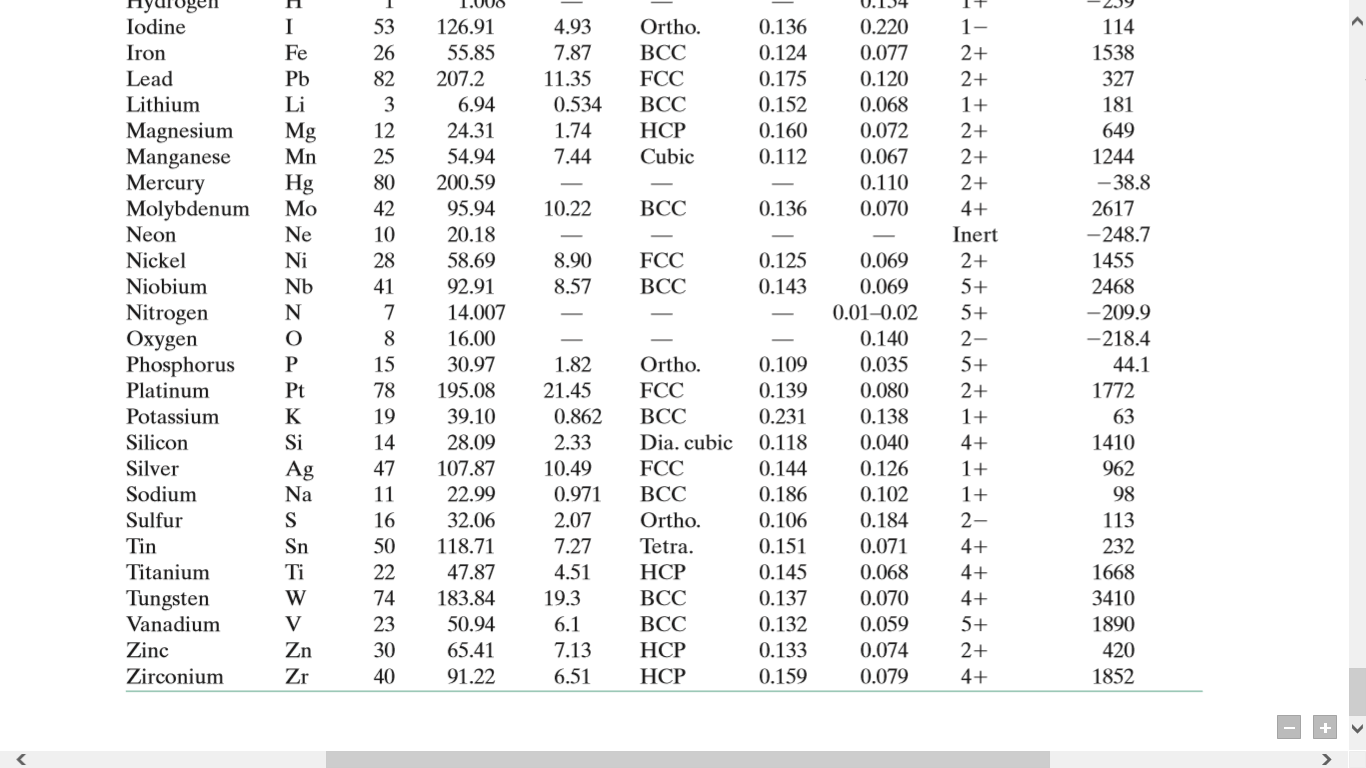 Hydrogen H 1 1.008 — — — 0.154 1+ −259
Iodine I 53 126.91 4.93 Ortho. 0.136 0.220 1− 114
Iron Fe 26 55.85 7.87 BCC 0.124 0.077 2+ 1538
Lead Pb 82 207.2 11.35 FCC 0.175 0.120 2+ 327
Lithium Li 3 6.94 0.534 BCC 0.152 0.068 1+ 181
Magnesium Mg 12 24.31 1.74 HCP 0.160 0.072 2+ 649
Manganese Mn 25 54.94 7.44 Cubic 0.112 0.067 2+ 1244
Mercury Hg 80 200.59 — — — 0.110 2+ −38.8
Molybdenum Mo 42 95.94 10.22 BCC 0.136 0.070 4+ 2617
Neon Ne 10 20.18 — — — — Inert −248.7
Nickel Ni 28 58.69 8.90 FCC 0.125 0.069 2+ 1455
Niobium Nb 41 92.91 8.57 BCC 0.143 0.069 5+ 2468
Nitrogen N 7 14.007 — — — 0.01–0.02 5+ −209.9
Oxygen O 8 16.00 — — — 0.140 2− −218.4
Phosphorus P 15 30.97 1.82 Ortho. 0.109 0.035 5+ 44.1
Platinum Pt 78 195.08 21.45 FCC 0.139 0.080 2+ 1772
Potassium K 19 39.10 0.862 BCC 0.231 0.138 1+ 63
Silicon Si 14 28.09 2.33 Dia. cubic 0.118 0.040 4+ 1410
Silver Ag 47 107.87 10.49 FCC 0.144 0.126 1+ 962
Sodium Na 11 22.99 0.971 BCC 0.186 0.102 1+ 98
Sulfur S 16 32.06 2.07 Ortho. 0.106 0.184 2− 113
Tin Sn 50 118.71 7.27 Tetra. 0.151 0.071 4+ 232
Titanium Ti 22 47.87 4.51 HCP 0.145 0.068 4+ 1668
Tungsten W 74 183.84 19.3 BCC 0.137 0.070 4+ 3410
Vanadium V 23 50.94 6.1 BCC 0.132 0.059 5+ 1890
Zinc Zn 30 65.41 7.13 HCP 0.133 0.074 2+ 420
Zirconium Zr 40 91.22 6.51 HCP 0.159 0.079 4+ 1852